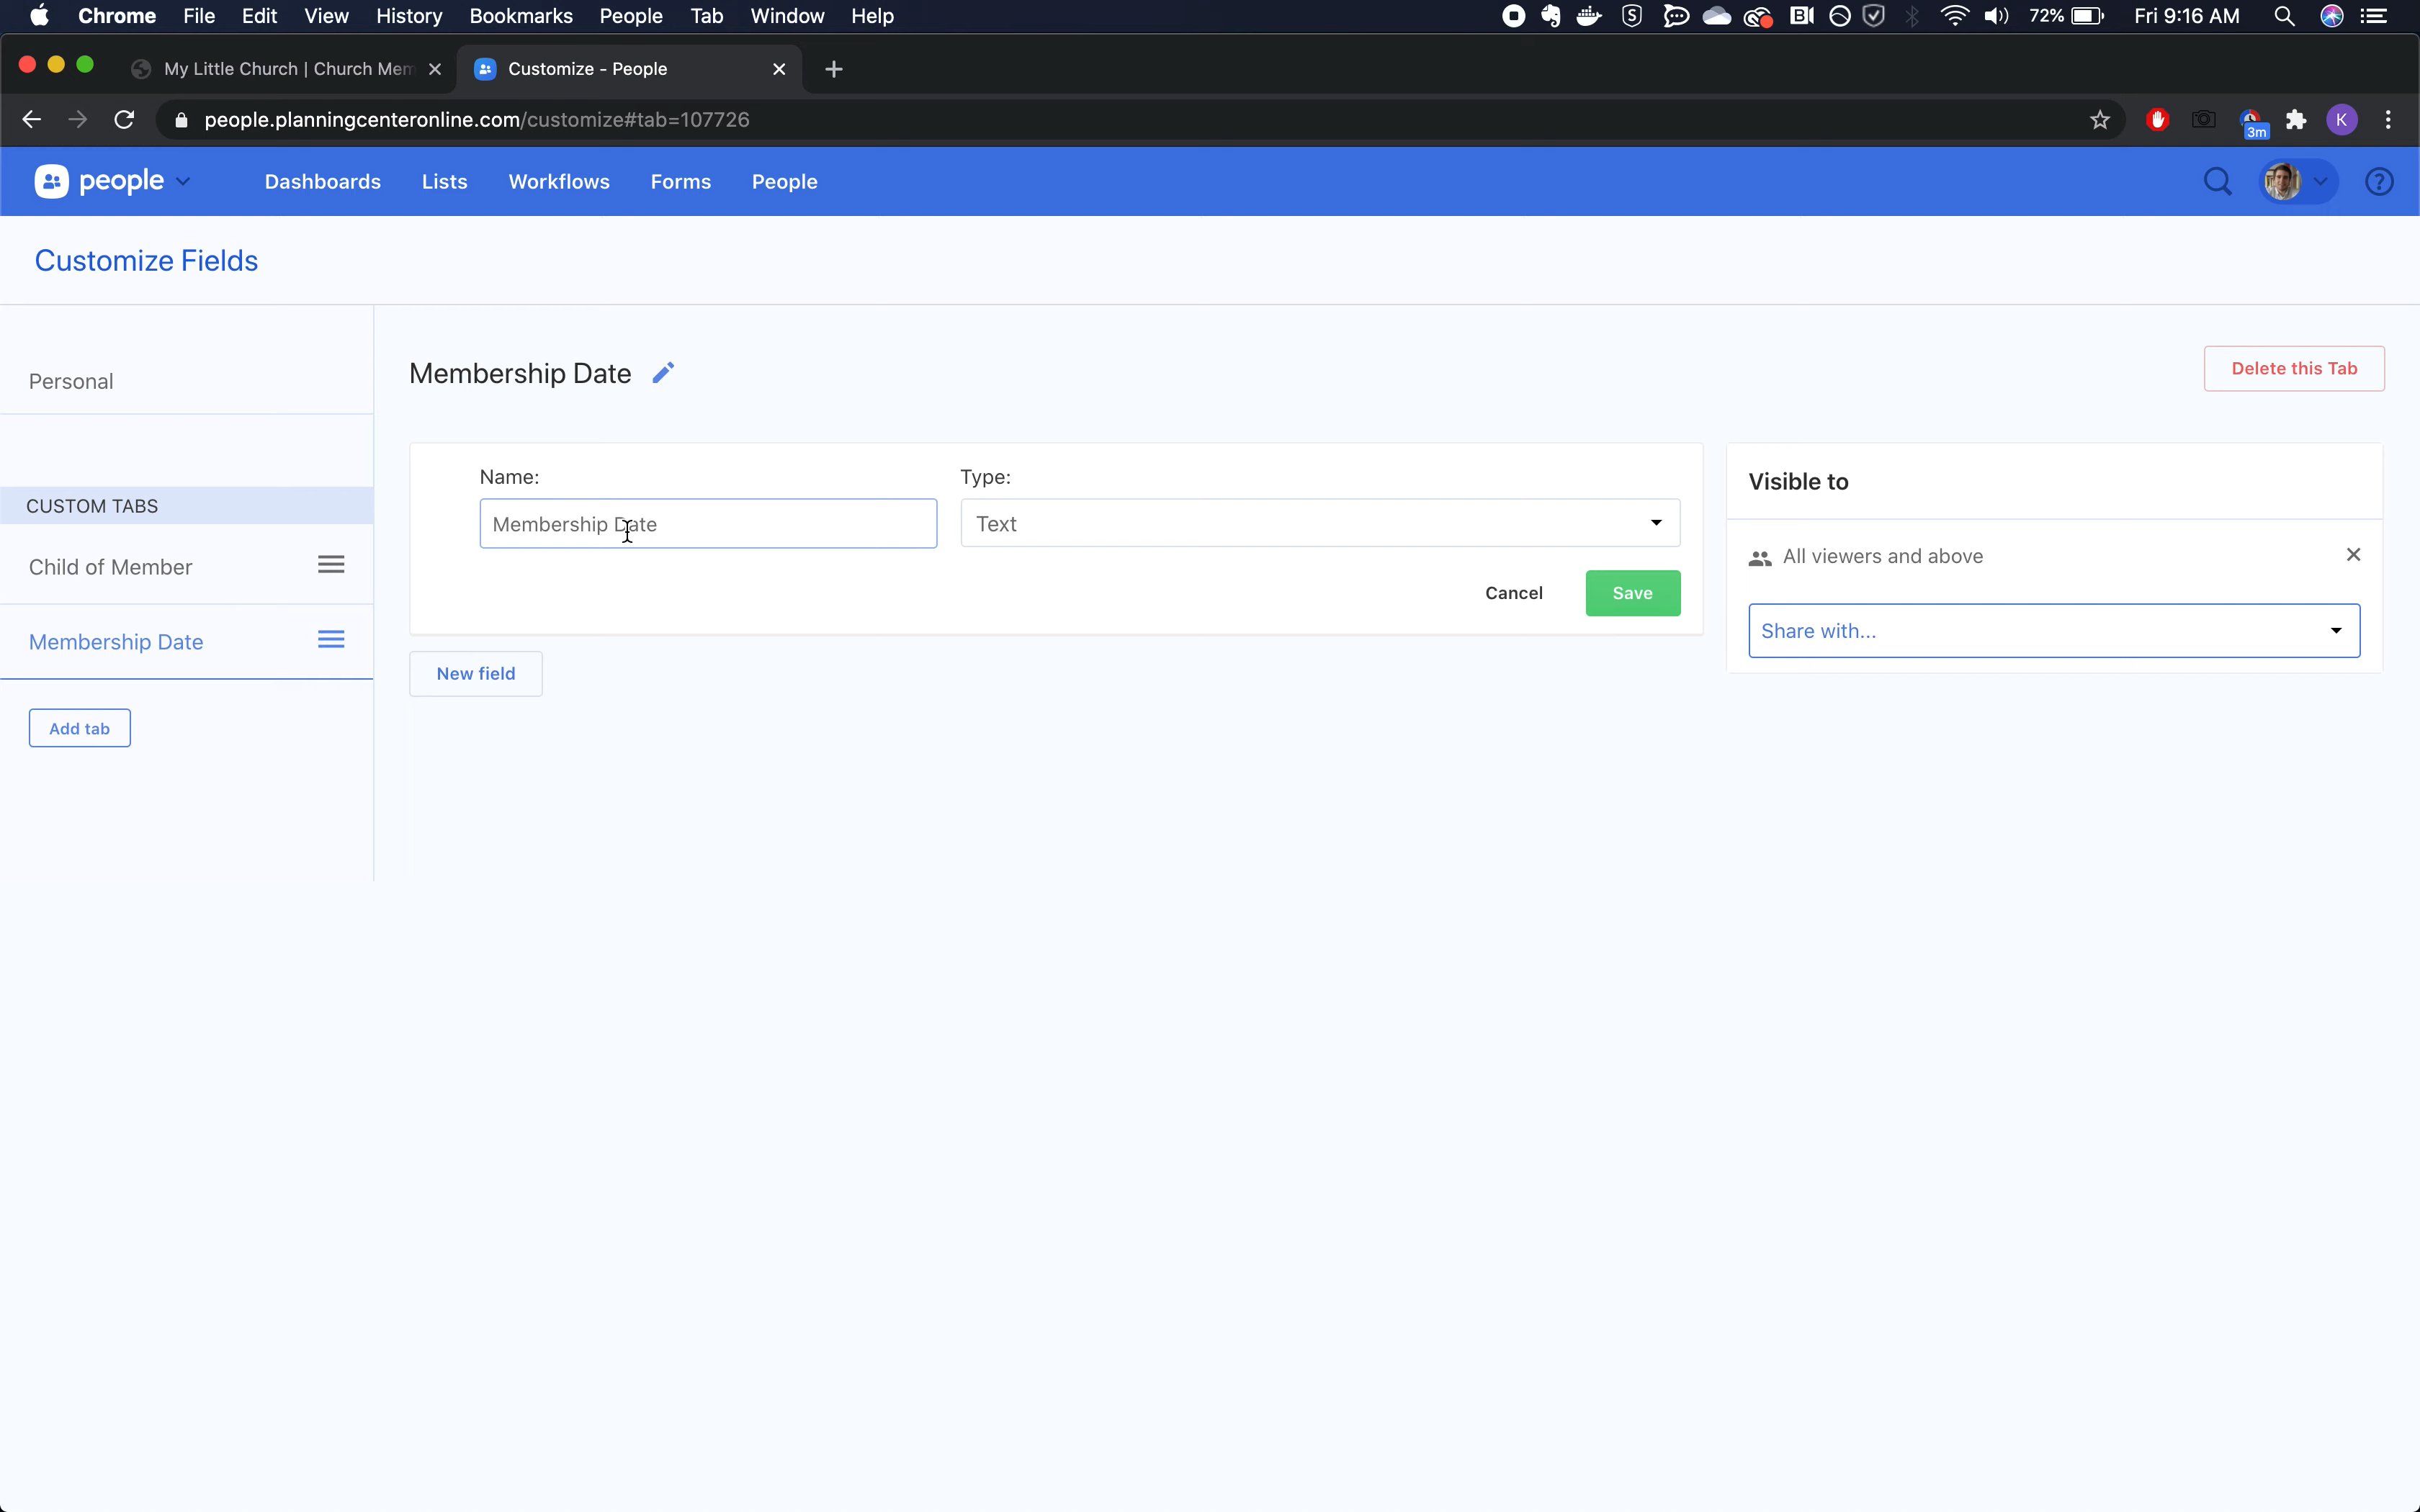 Chrome File Edit View History Bookmarks People Tab Window Help 72% Fri 9:16 AM
My Little Church | Church Mem Customize - People
people.planningcenteronline.com/customize#tab=107726 3m K
people Dashboards Lists Workflows Forms People
Customize Fields
Personal
Membership Date
Delete this Tab
CUSTOM TABS
Child of Member
Membership Date
Add tab
Name: Type:
Membership Date Text
Cancel Save
New field
Visible to
All viewers and above
Share with...